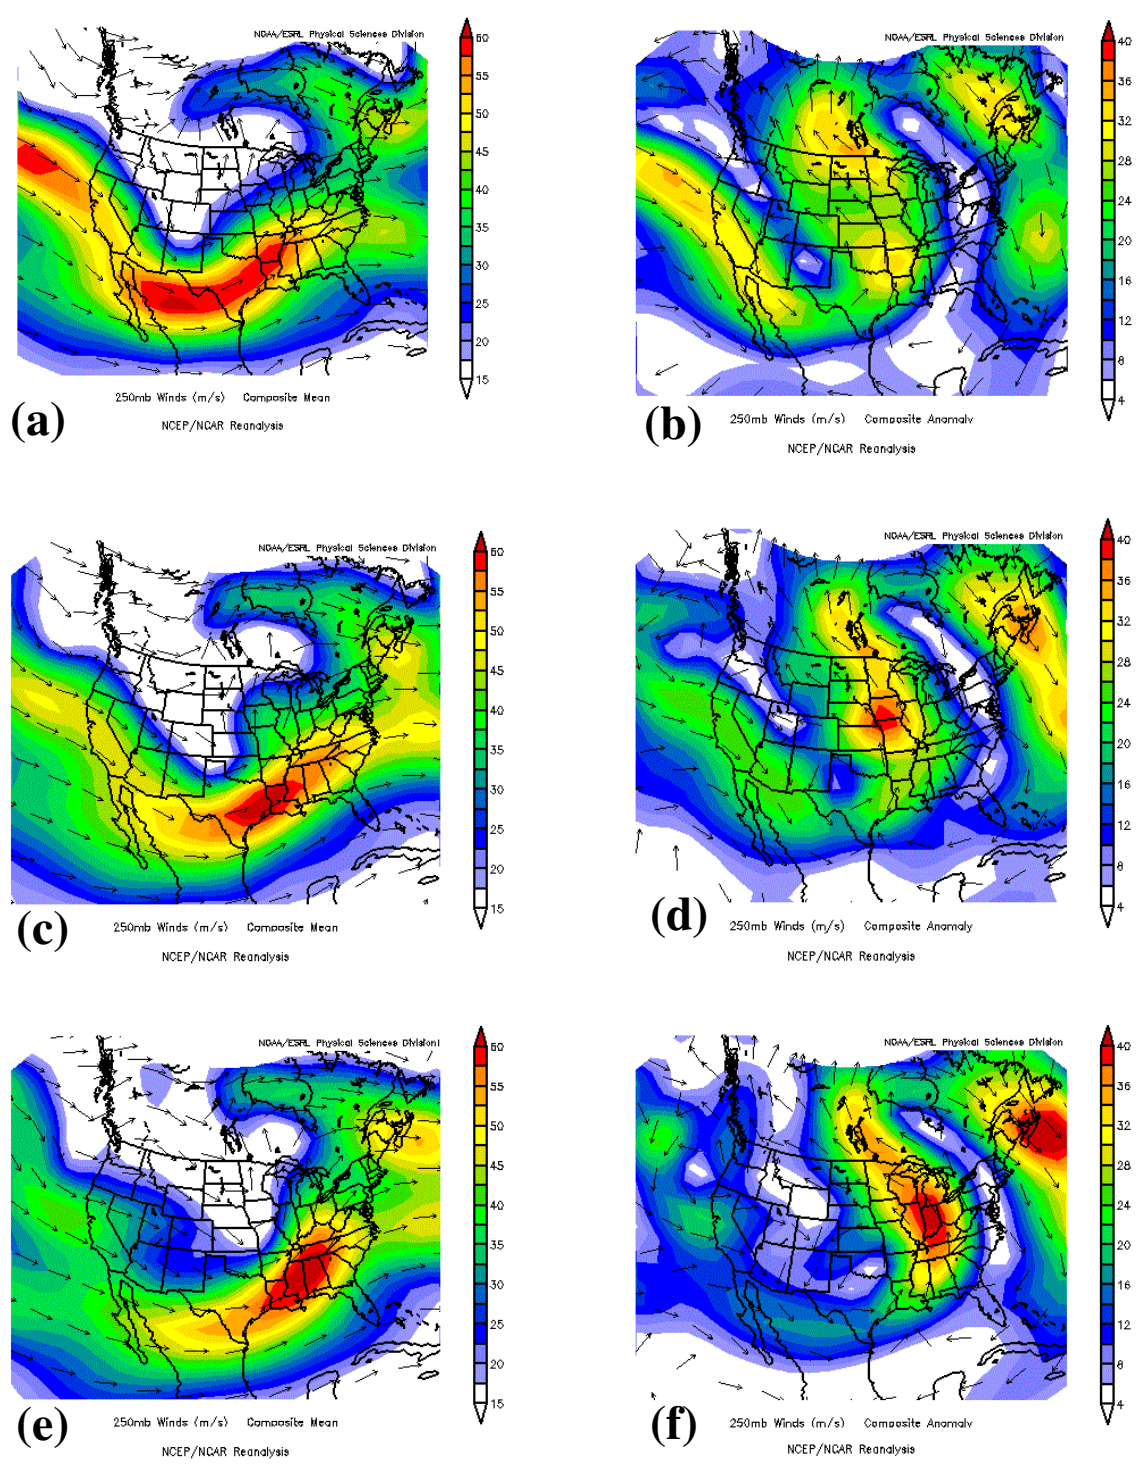 NOAA/ESRL Physical Sciences Division
60
55
50
45
40
35
30
25
20
15
250mb Winds (m/s) Composite Mean
NCEP/NCAR Reanalysis
(a)
NOAA/ESRL Physical Sciences Division
40
32
28
24
20
16
12
8
4
250mb Winds (m/s) Composite Anomaly
NCEP/NCAR Reanalysis
(b)
NOAA/ESRL Physical Sciences Division
60
55
50
45
40
35
30
25
20
15
250mb Winds (m/s) Composite Mean
NCEP/NCAR Reanalysis
(c)
NOAA/ESRL Physical Sciences Division
40
32
28
24
20
16
12
8
4
250mb Winds (m/s) Composite Anomaly
NCEP/NCAR Reanalysis
(d)
NOAA/ESRL Physical Sciences Division
60
55
50
45
40
35
30
25
20
15
250mb Winds (m/s) Composite Mean
NCEP/NCAR Reanalysis
(e)
NOAA/ESRL Physical Sciences Division
40
32
28
24
20
16
12
8
4
250mb Winds (m/s) Composite Anomaly
NCEP/NCAR Reanalysis
(f)